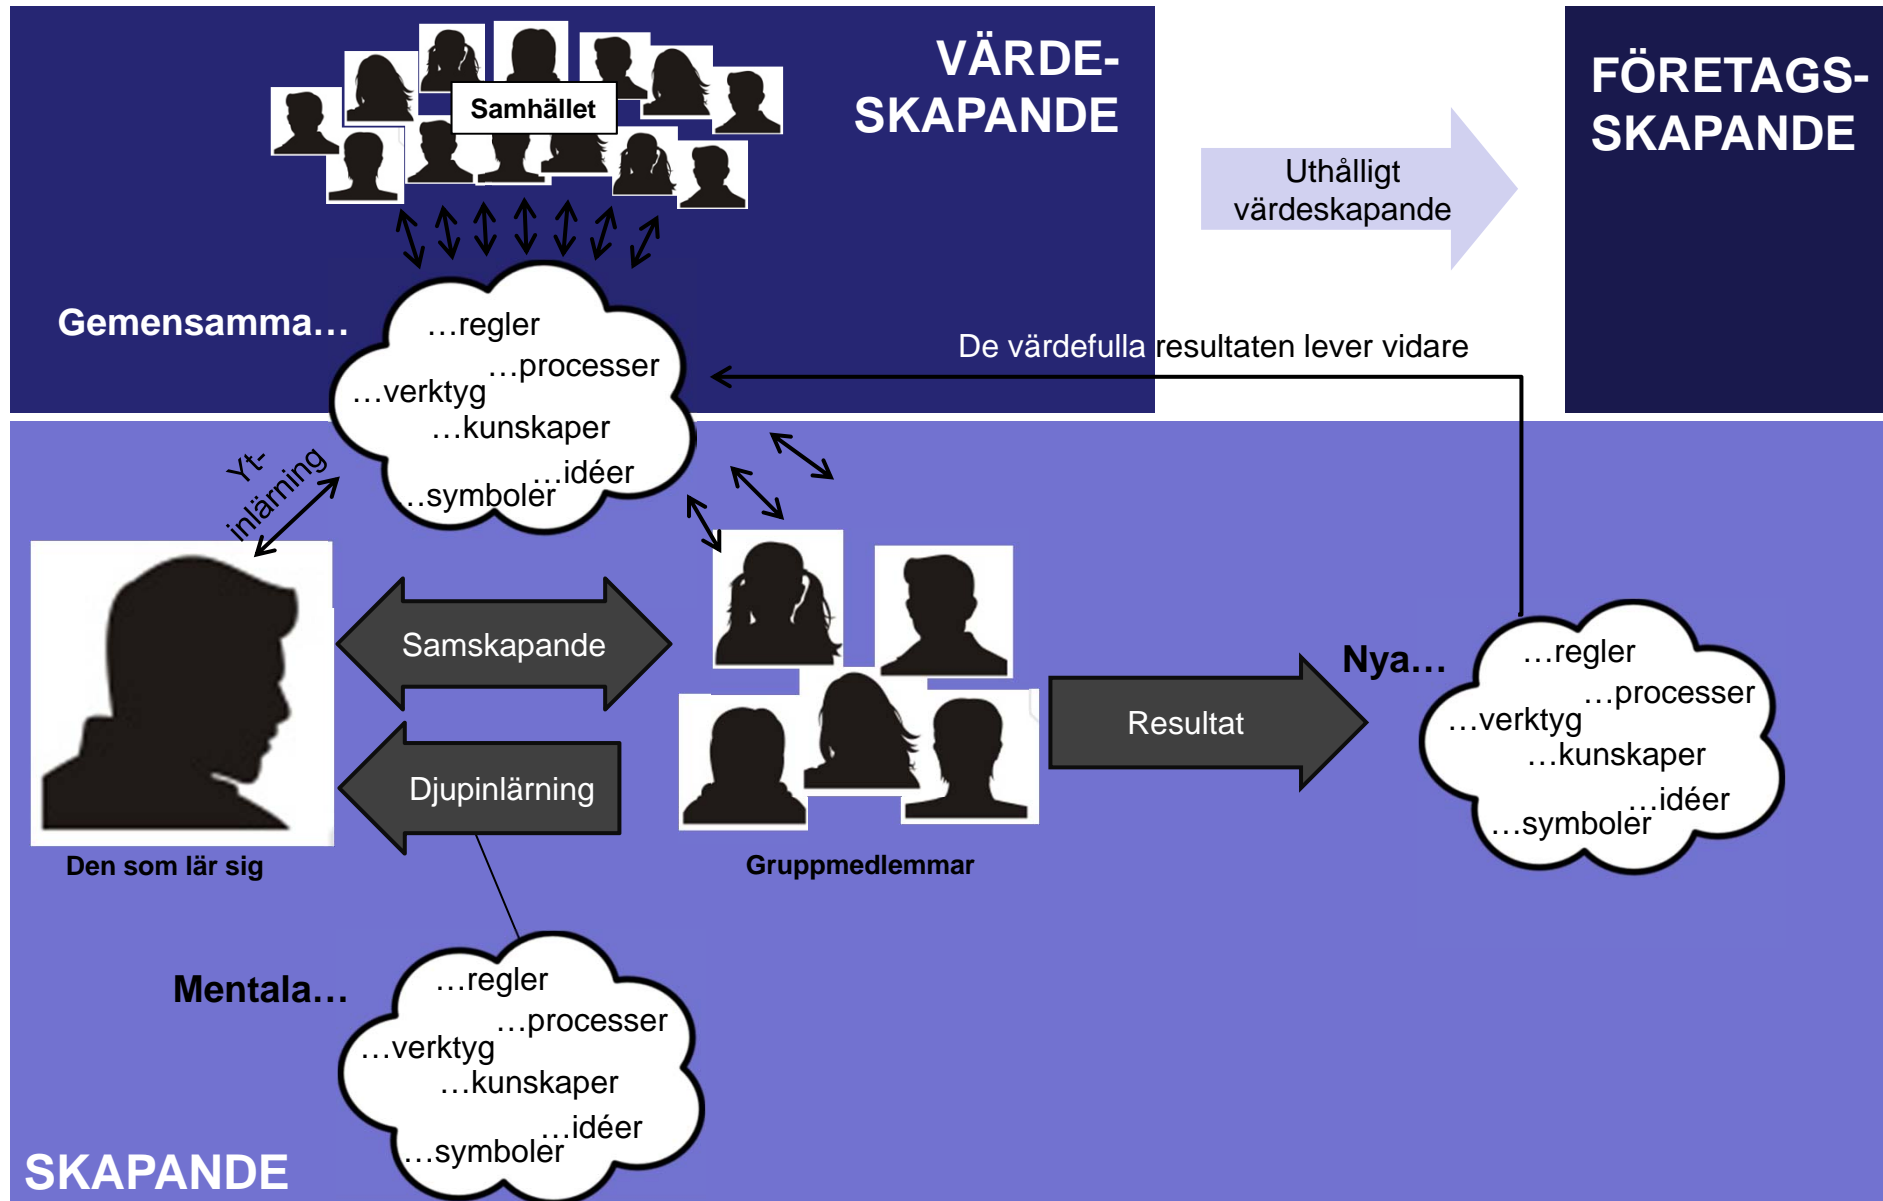 VÄRDE-
SKAPANDE
FÖRETAGS-
SKAPANDE
Samhället
Uthålligt
värdeskapande
Gemensamma…
…regler
…processer
…verktyg
…kunskaper
…idéer
…symboler
De värdefulla resultaten lever vidare
Yt-
inlärning
Samskapande
Djupinlärning
Den som lär sig
Gruppmedlemmar
Resultat
Nya…
…regler
…processer
…verktyg
…kunskaper
…idéer
…symboler
Mentala…
…regler
…processer
…verktyg
…kunskaper
…idéer
…symboler
SKAPANDE